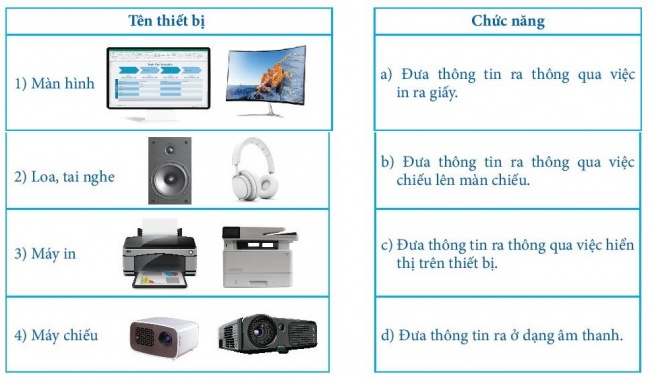 Tên thiết bị
Chức năng
1) Màn hình
a) Đưa thông tin ra thông qua việc
in ra giấy.
2) Loa, tai nghe
b) Đưa thông tin ra thông qua việc
chiếu lên màn chiếu.
3) Máy in
c) Đưa thông tin ra thông qua việc hiển
thị trên thiết bị.
4) Máy chiếu
d) Đưa thông tin ra ở dạng âm thanh.